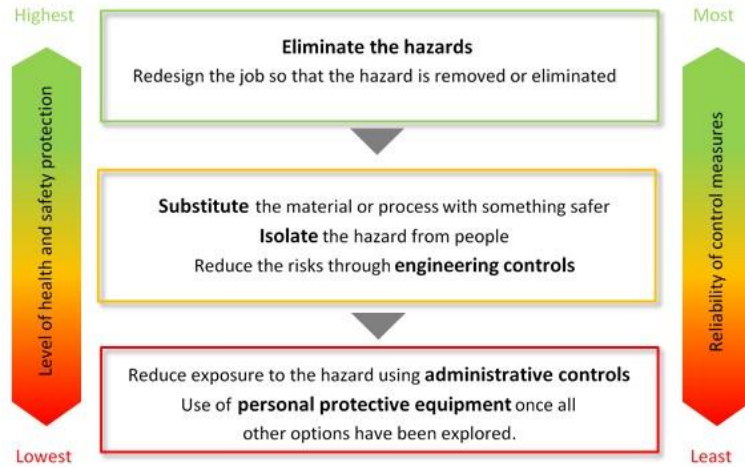 Highest
Most
Eliminate the hazards
Redesign the job so that the hazard is removed or eliminated
Level of health and safety protection
Substitute the material or process with something safer
Isolate the hazard from people
Reduce the risks through engineering controls
Reliability of control measures
Reduce exposure to the hazard using administrative controls
Use of personal protective equipment once all
other options have been explored.
Lowest
Least